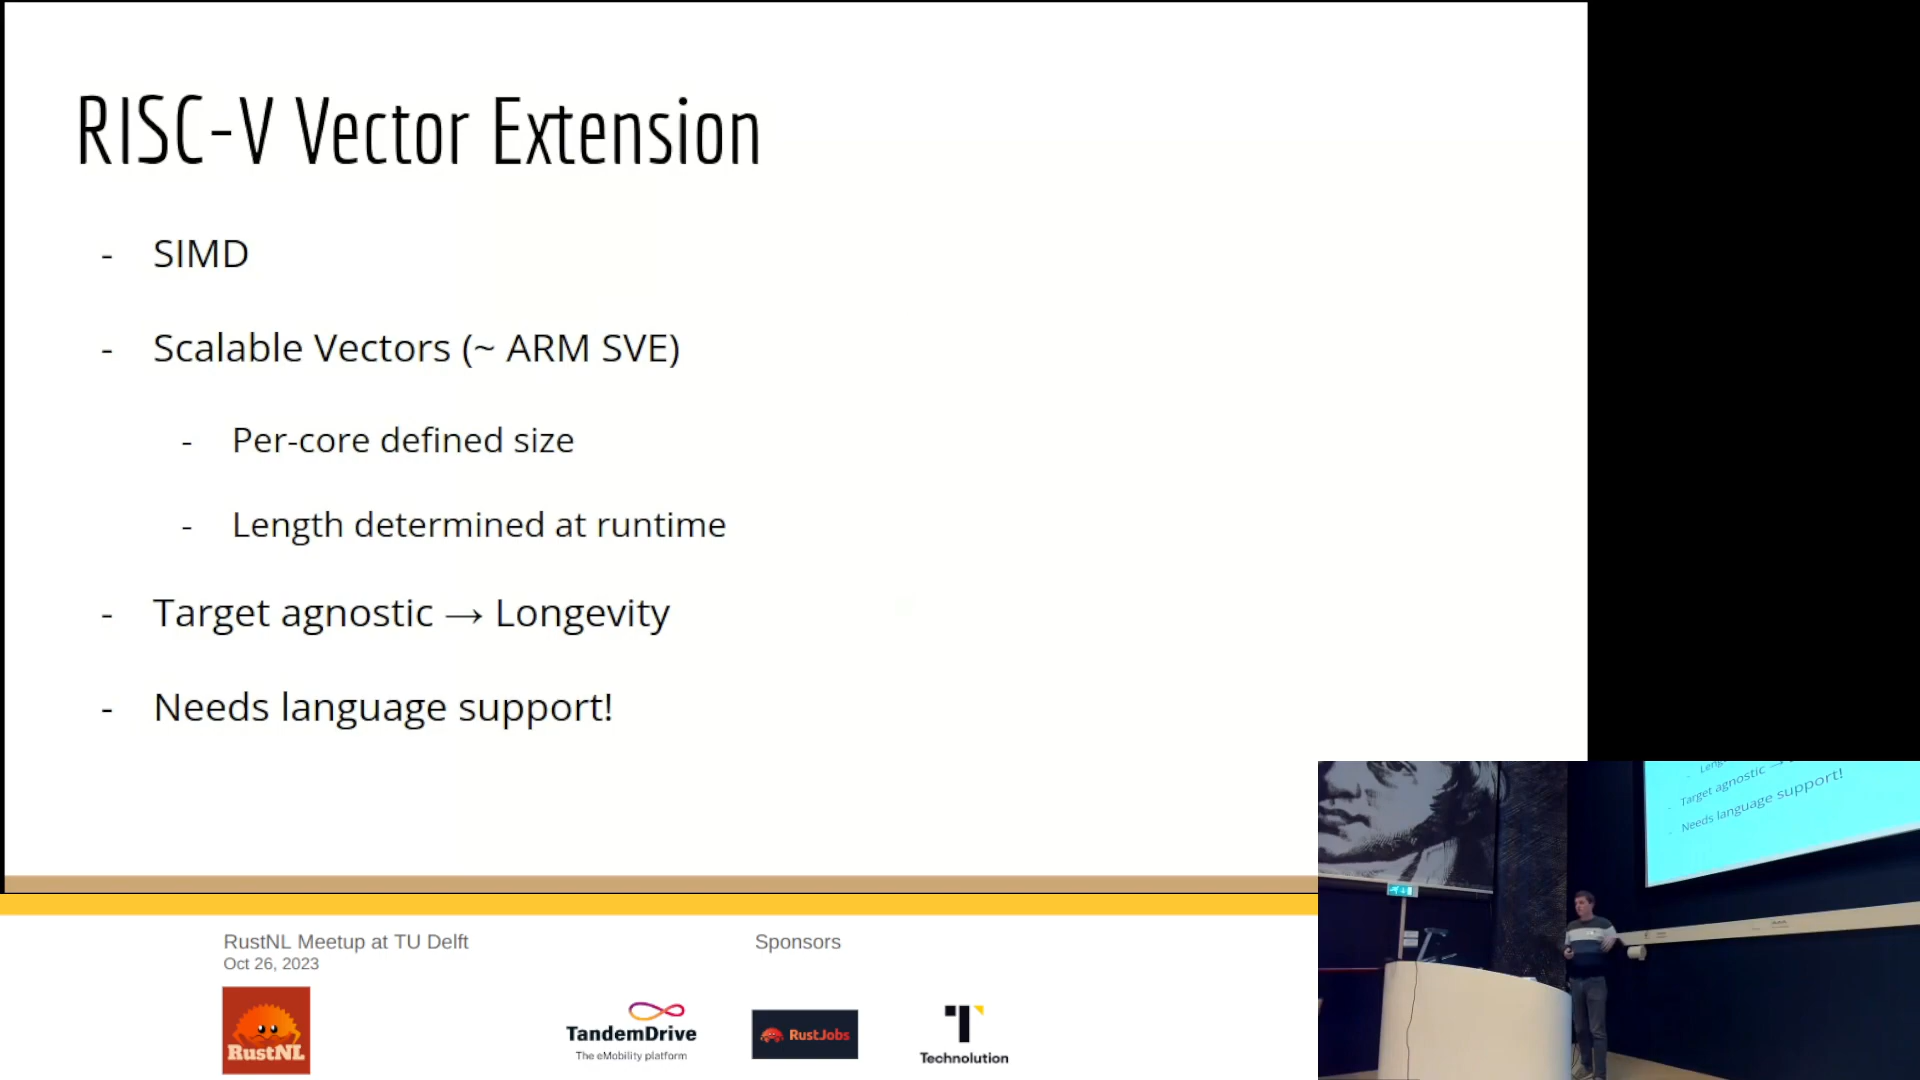 RISC-V Vector Extension
- SIMD
- Scalable Vectors (~ ARM SVE)
- Per-core defined size
- Length determined at runtime
- Target agnostic → Longevity
- Needs language support!
- Leng
- Target agnostic →
- Needs language support!
RustNL Meetup at TU Delft
Oct 26, 2023
Sponsors
RustNL
TandemDrive
The eMobility platform
RustJobs
Technolution